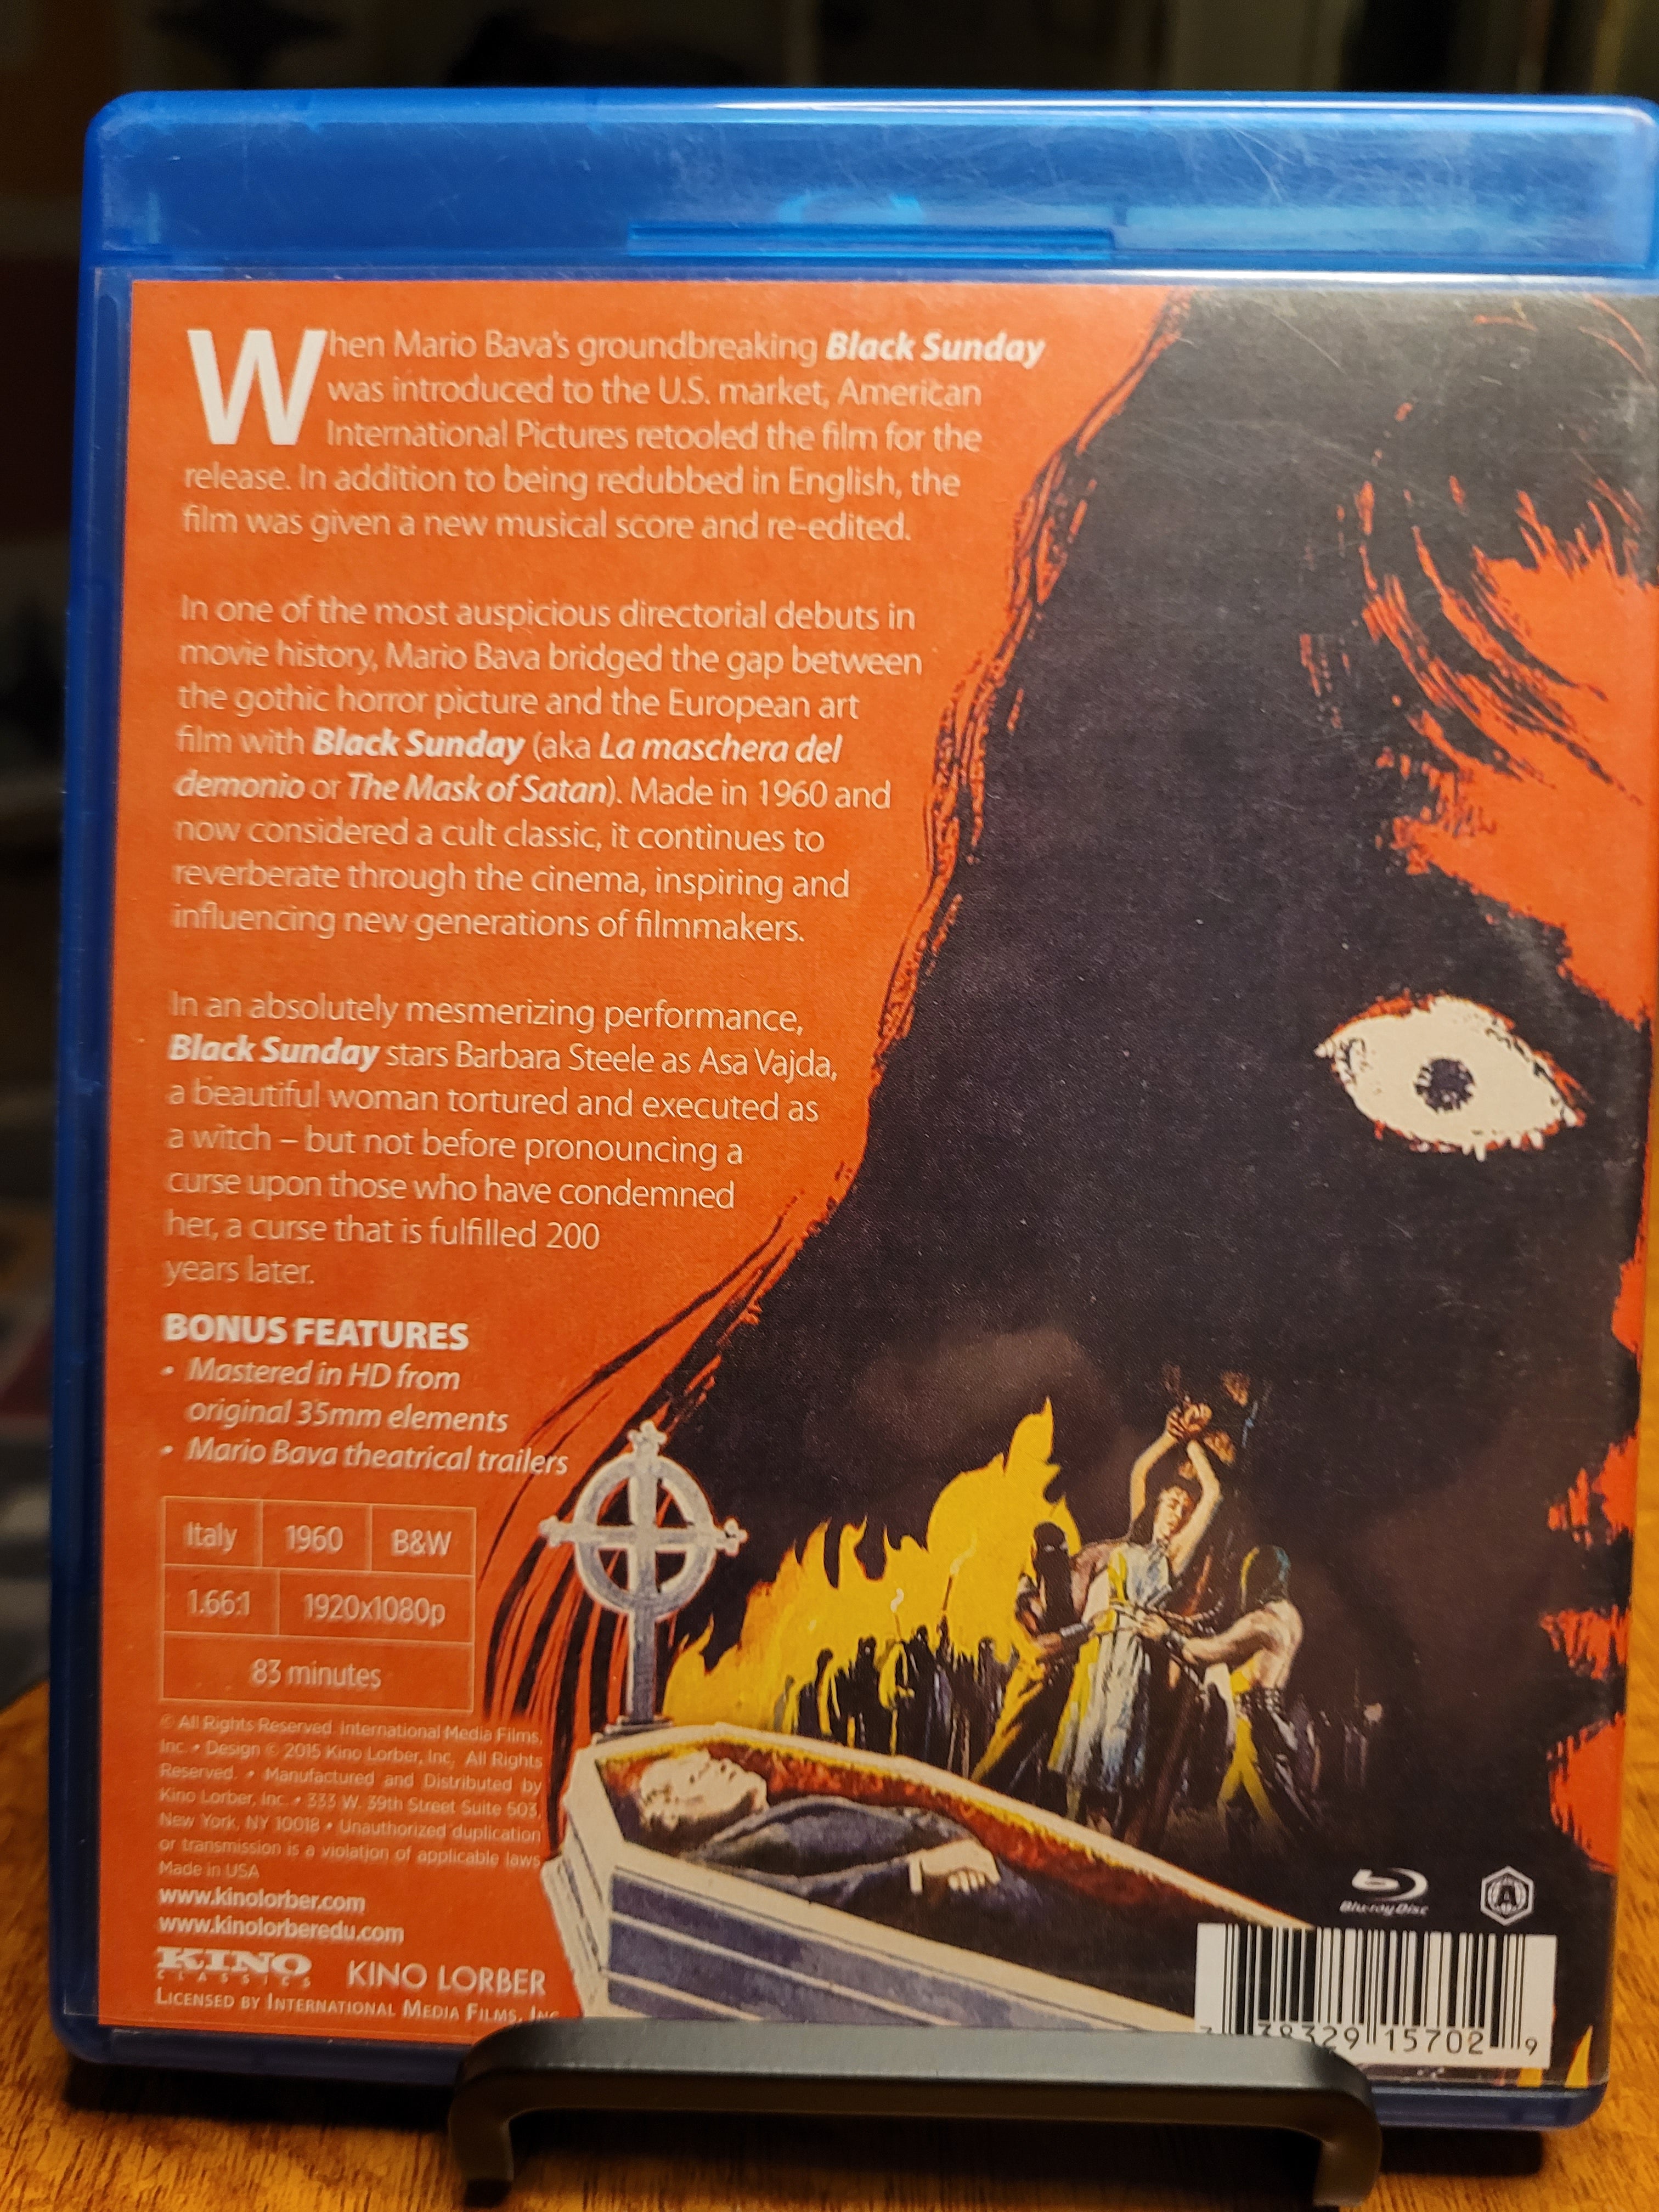 When Mario Bava's groundbreaking Black Sunday
was introduced to the U.S. market, American
International Pictures retooled the film for the
release. In addition to being redubbed in English, the
film was given a new musical score and re-edited.
In one of the most auspicious directorial debuts in
movie history, Mario Bava bridged the gap between
the gothic horror picture and the European art
film with Black Sunday (aka La maschera del
demonio or The Mask of Satan). Made in 1960 and
now considered a cult classic, it continues to
reverberate through the cinema, inspiring and
influencing new generations of filmmakers.
In an absolutely mesmerizing performance,
Black Sunday stars Barbara Steele as Asa Vajda,
a beautiful woman tortured and executed as
a witch – but not before pronouncing a
curse upon those who have condemned
her, a curse that is fulfilled 200
years later.
BONUS FEATURES
• Mastered in HD from
original 35mm elements
• Mario Bava theatrical trailers
Italy 1960 B&W
1.66:1 1920x1080p
83 minutes
© All Rights Reserved. International Media Films,
Inc. • Design © 2015 Kino Lorber, Inc, All Rights
Reserved. • Manufactured and Distributed by
Kino Lorber, Inc. • 333 W. 39th Street Suite 503,
New York, NY 10018 • Unauthorized duplication
or transmission is a violation of applicable laws
Made in USA
www.kinolorber.com
www.kinolorberedu.com
KINO
CLASSICS
KINO LORBER
LICENSED BY INTERNATIONAL MEDIA FILMS, INC
Blu-ray Disc
A
38329 15702 9